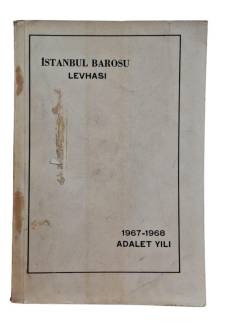 İSTANBUL BAROSU
LEVHASI
1967-1968
ADALET YILI